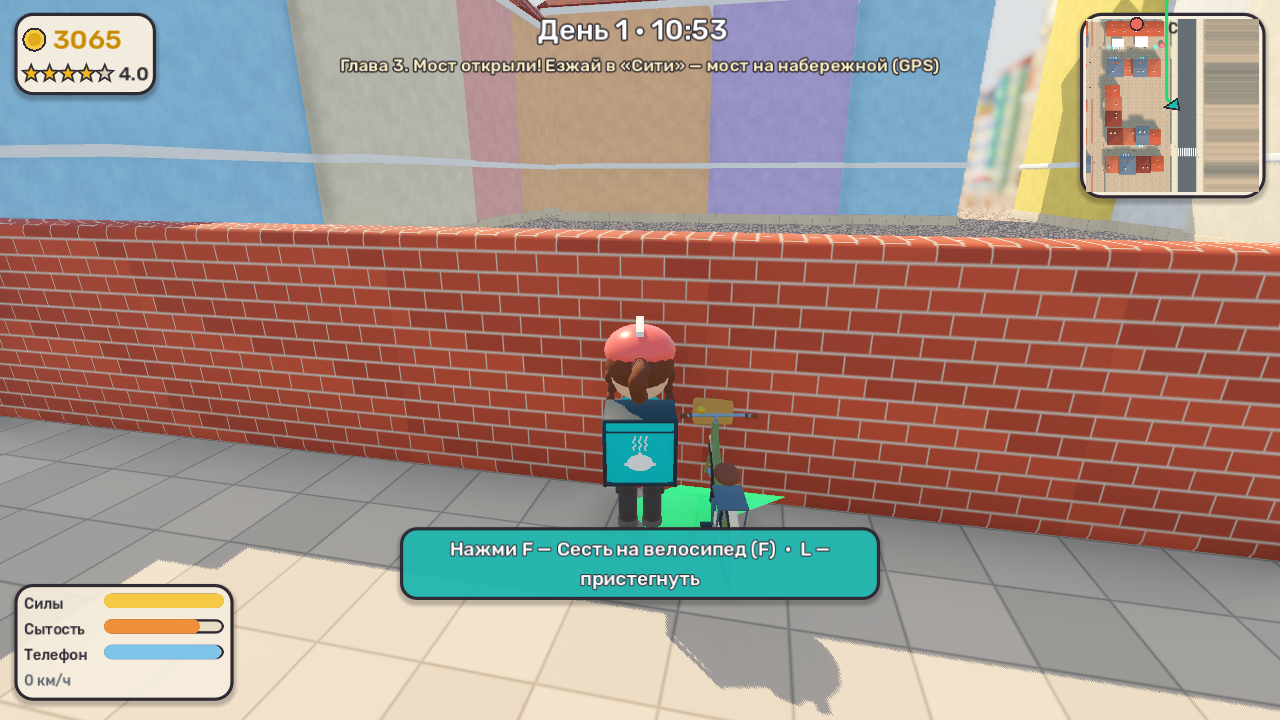 3065
4.0
День 1 • 10:53
Глава 3. Мост открыли! Езжай в «Сити» — мост на набережной (GPS)
С
Нажми F — Сесть на велосипед (F) • L —
пристегнуть
Силы
Сытость
Телефон
0 км/ч